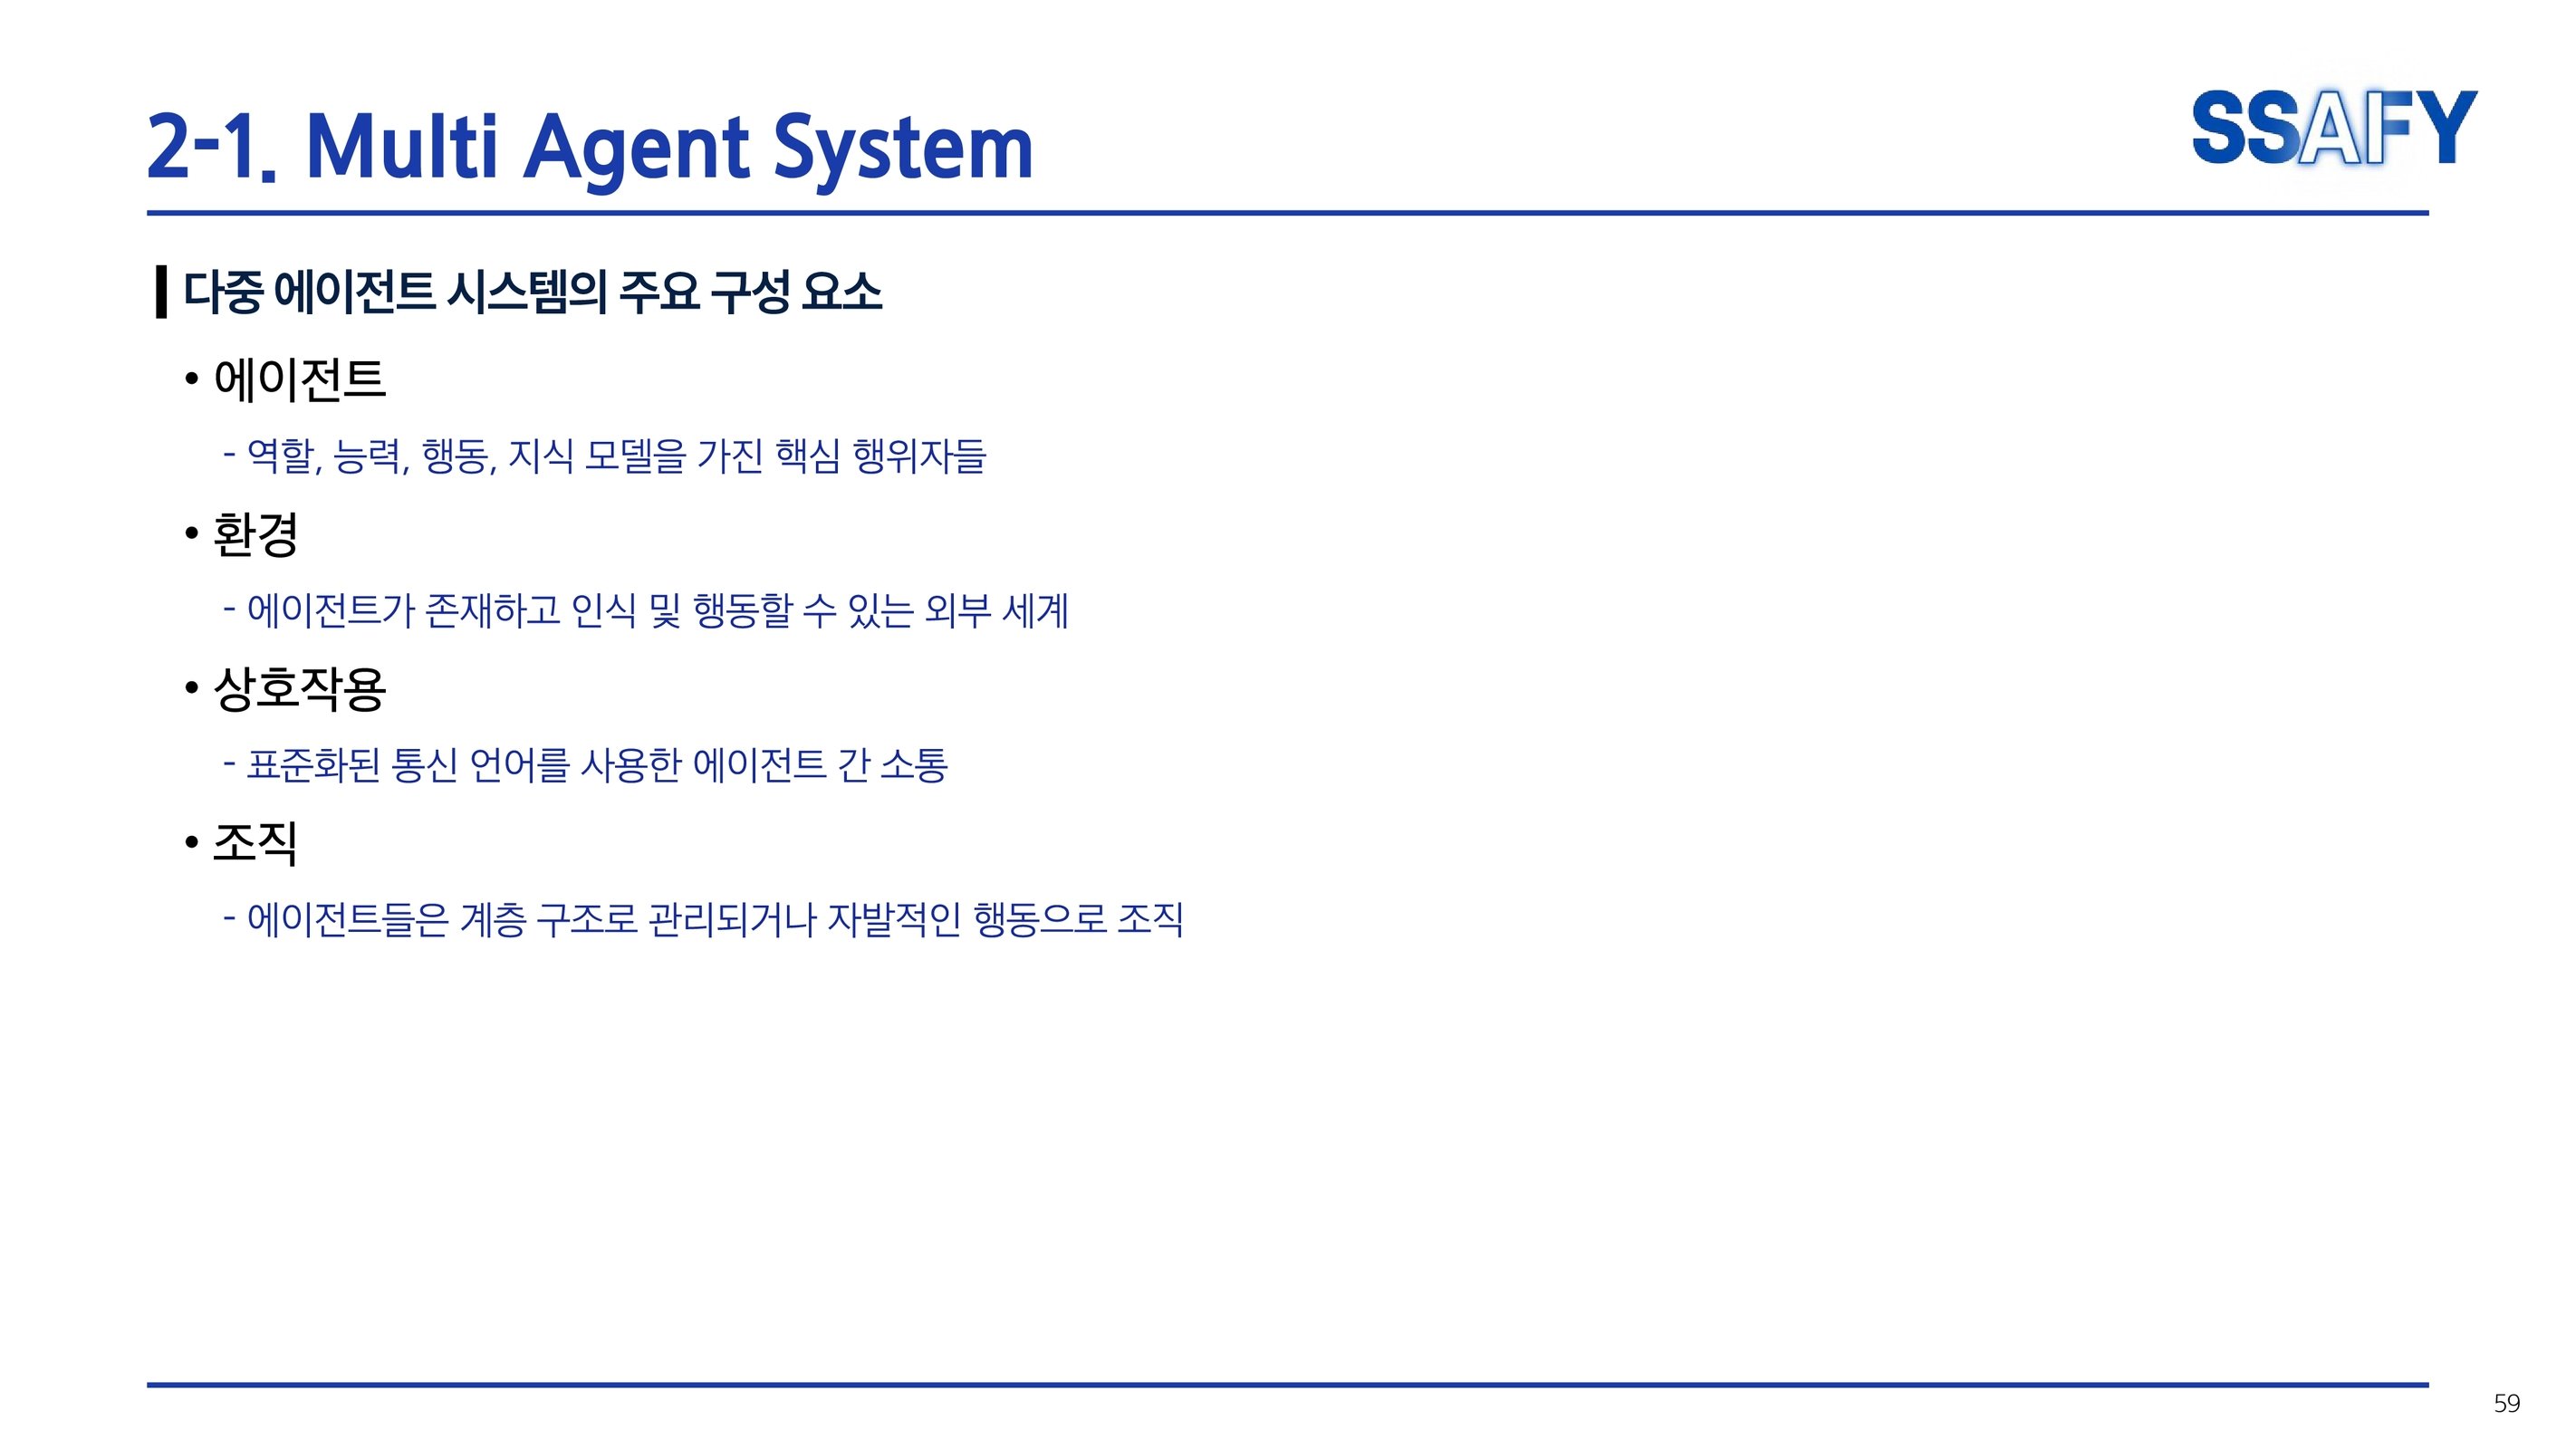 2-1. Multi Agent System
SSAFY
다중 에이전트 시스템의 주요 구성 요소
• 에이전트
- 역할, 능력, 행동, 지식 모델을 가진 핵심 행위자들
• 환경
- 에이전트가 존재하고 인식 및 행동할 수 있는 외부 세계
• 상호작용
- 표준화된 통신 언어를 사용한 에이전트 간 소통
• 조직
- 에이전트들은 계층 구조로 관리되거나 자발적인 행동으로 조직
59